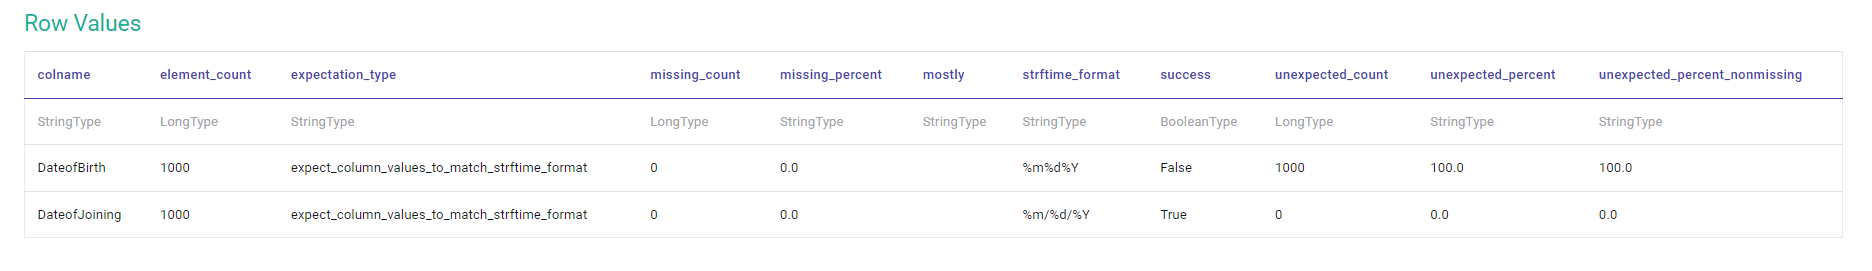 Row Values
colname element_count expectation_type missing_count missing_percent mostly strftime_format success unexpected_count unexpected_percent unexpected_percent_nonmissing
StringType LongType StringType LongType StringType StringType StringType BooleanType LongType StringType StringType
DateofBirth 1000 expect_column_values_to_match_strftime_format 0 0.0 %m%d%Y False 1000 100.0 100.0
DateofJoining 1000 expect_column_values_to_match_strftime_format 0 0.0 %m/%d/%Y True 0 0.0 0.0